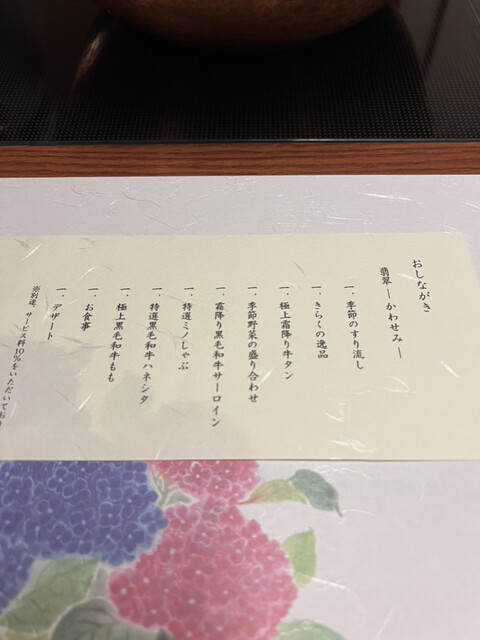 おしながき
翡翠 ―かわせみ―
一、季節のすり流し
一、きらくの逸品
一、極上霜降り牛タン
一、季節野菜の盛り合わせ
一、霜降り黒毛和牛サーロイン
一、特選ミノしゃぶ
一、特選黒毛和牛ハネシタ
一、極上黒毛和牛もも
一、お食事
一、デザート
※別途、サービス料10%をいただいてお